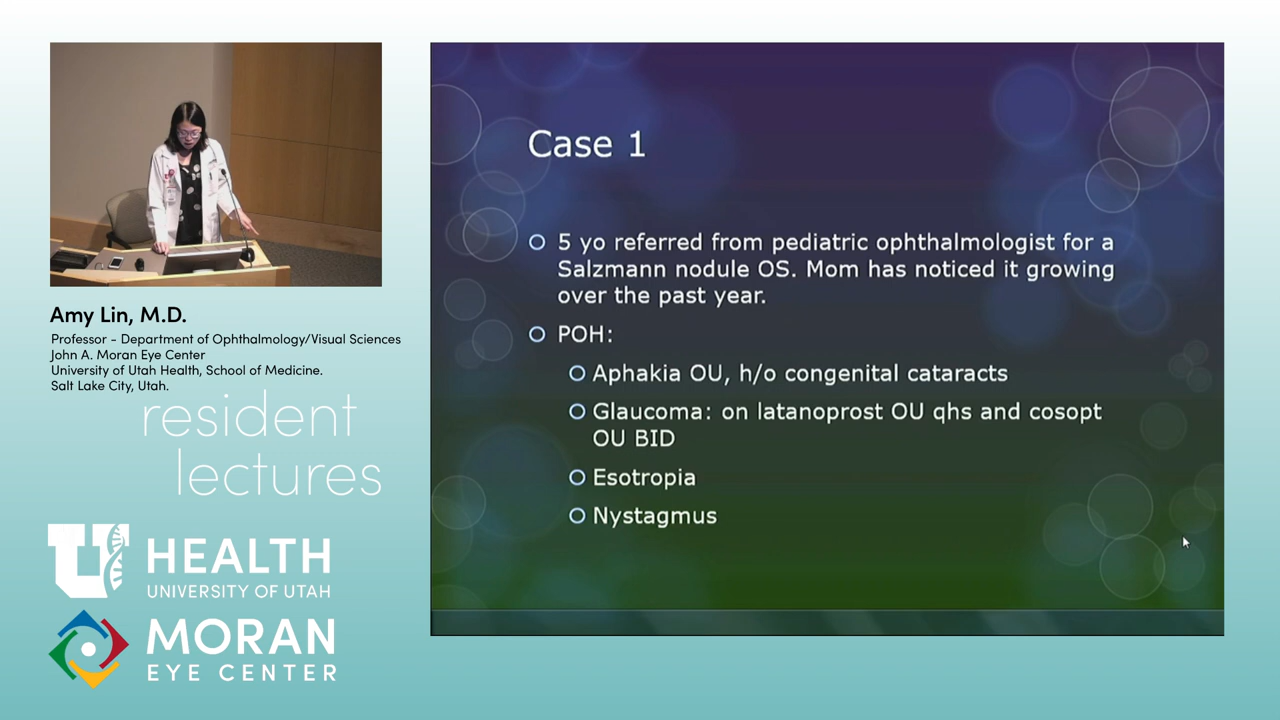 Amy Lin, M.D.
Professor - Department of Ophthalmology/Visual Sciences
John A. Moran Eye Center
University of Utah Health, School of Medicine.
Salt Lake City, Utah.
resident
lectures
U HEALTH
UNIVERSITY OF UTAH
MORAN
EYE CENTER
Case 1
5 yo referred from pediatric ophthalmologist for a
Salzmann nodule OS. Mom has noticed it growing
over the past year.
POH:
Aphakia OU, h/o congenital cataracts
Glaucoma: on latanoprost OU qhs and cosopt
OU BID
Esotropia
Nystagmus